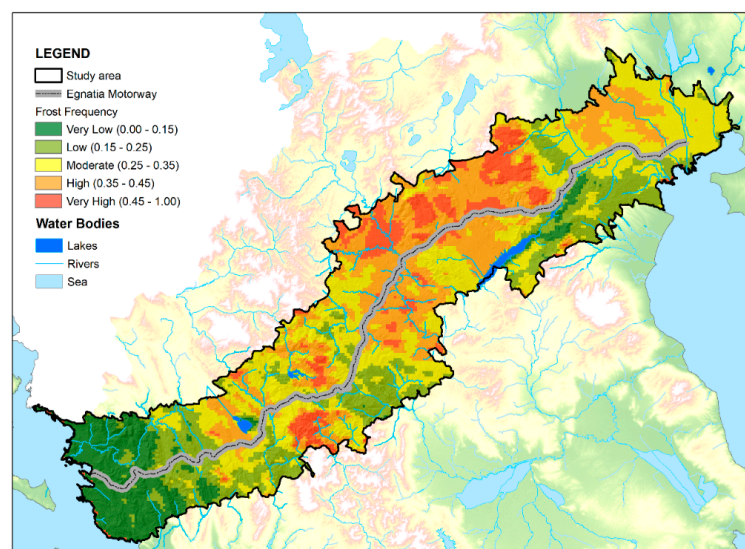 LEGEND
Study area
Egnatia Motorway
Frost Frequency
Very Low (0.00 - 0.15)
Low (0.15 - 0.25)
Moderate (0.25 - 0.35)
High (0.35 - 0.45)
Very High (0.45 - 1.00)
Water Bodies
Lakes
Rivers
Sea